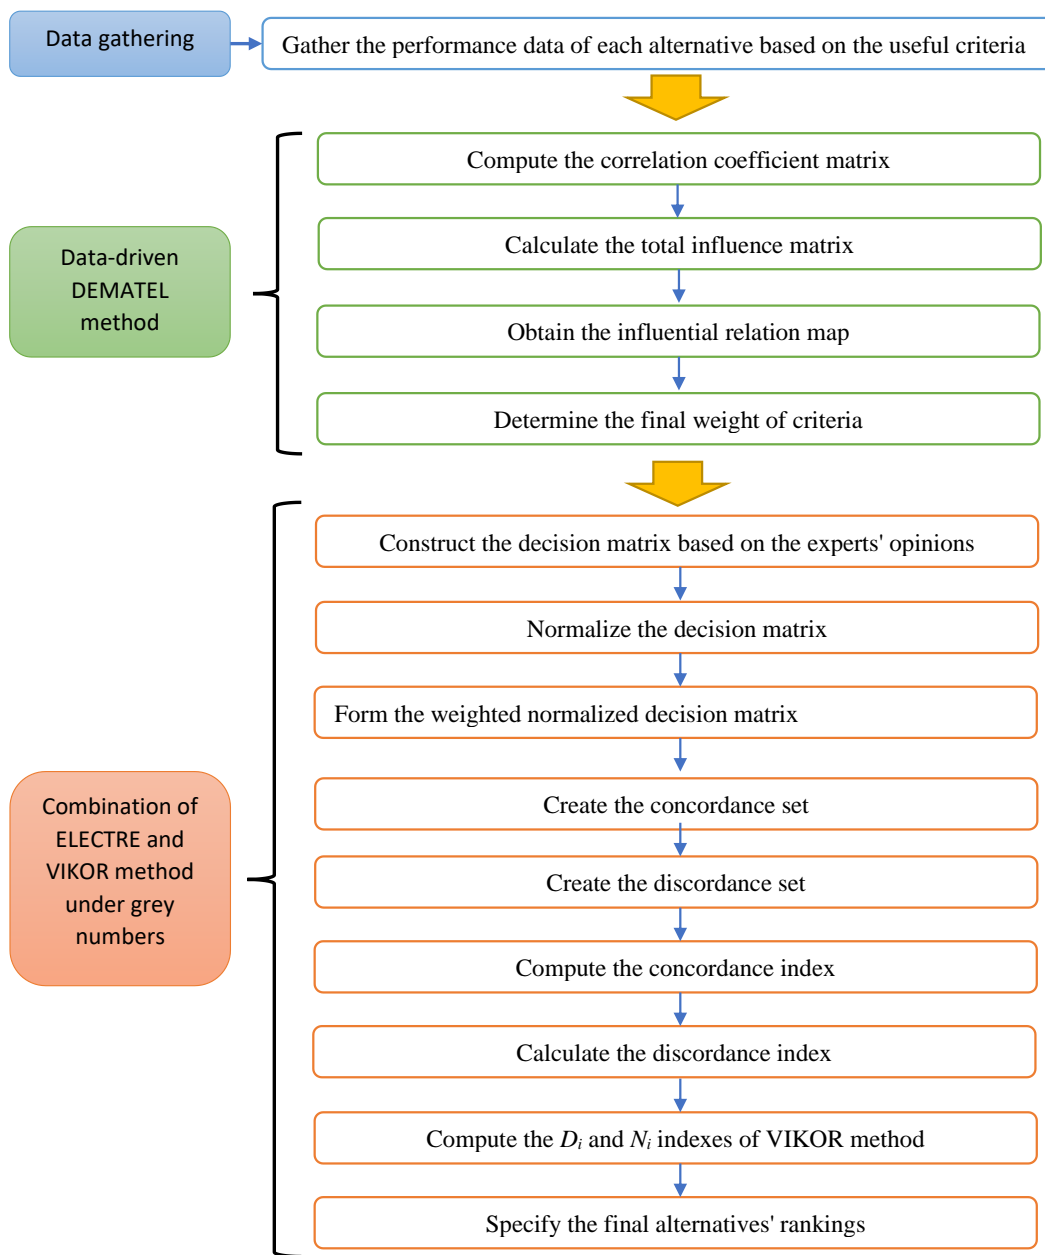 Data gathering
Gather the performance data of each alternative based on the useful criteria
Compute the correlation coefficient matrix
Calculate the total influence matrix
Data-driven
DEMATEL
method
Obtain the influential relation map
Determine the final weight of criteria
Construct the decision matrix based on the experts' opinions
Normalize the decision matrix
Form the weighted normalized decision matrix
Create the concordance set
Combination of
ELECTRE and
VIKOR method
under grey
numbers
Create the discordance set
Compute the concordance index
Calculate the discordance index
Compute the Di and Ni indexes of VIKOR method
Specify the final alternatives' rankings